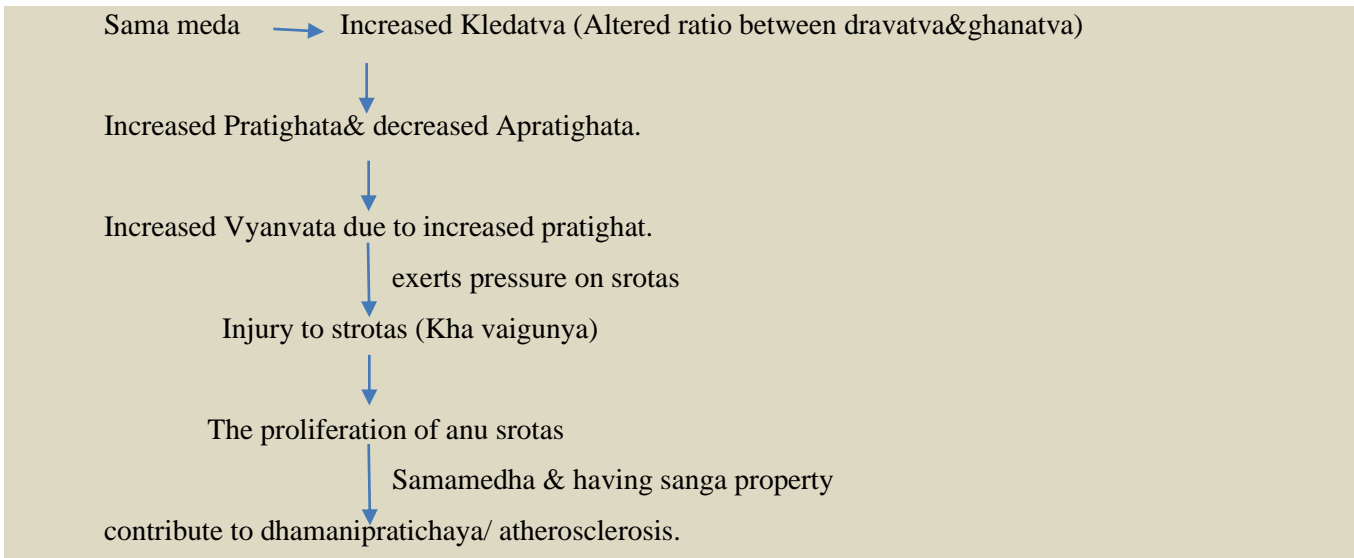 Sama meda Increased Kledatva (Altered ratio between dravatva&ghanatva)
Increased Pratighata& decreased Apratighata.
Increased Vyanvata due to increased pratighat.
exerts pressure on srotas
Injury to strotas (Kha vaigunya)
The proliferation of anu srotas
Samamedha & having sanga property
contribute to dhamanipratichaya/ atherosclerosis.